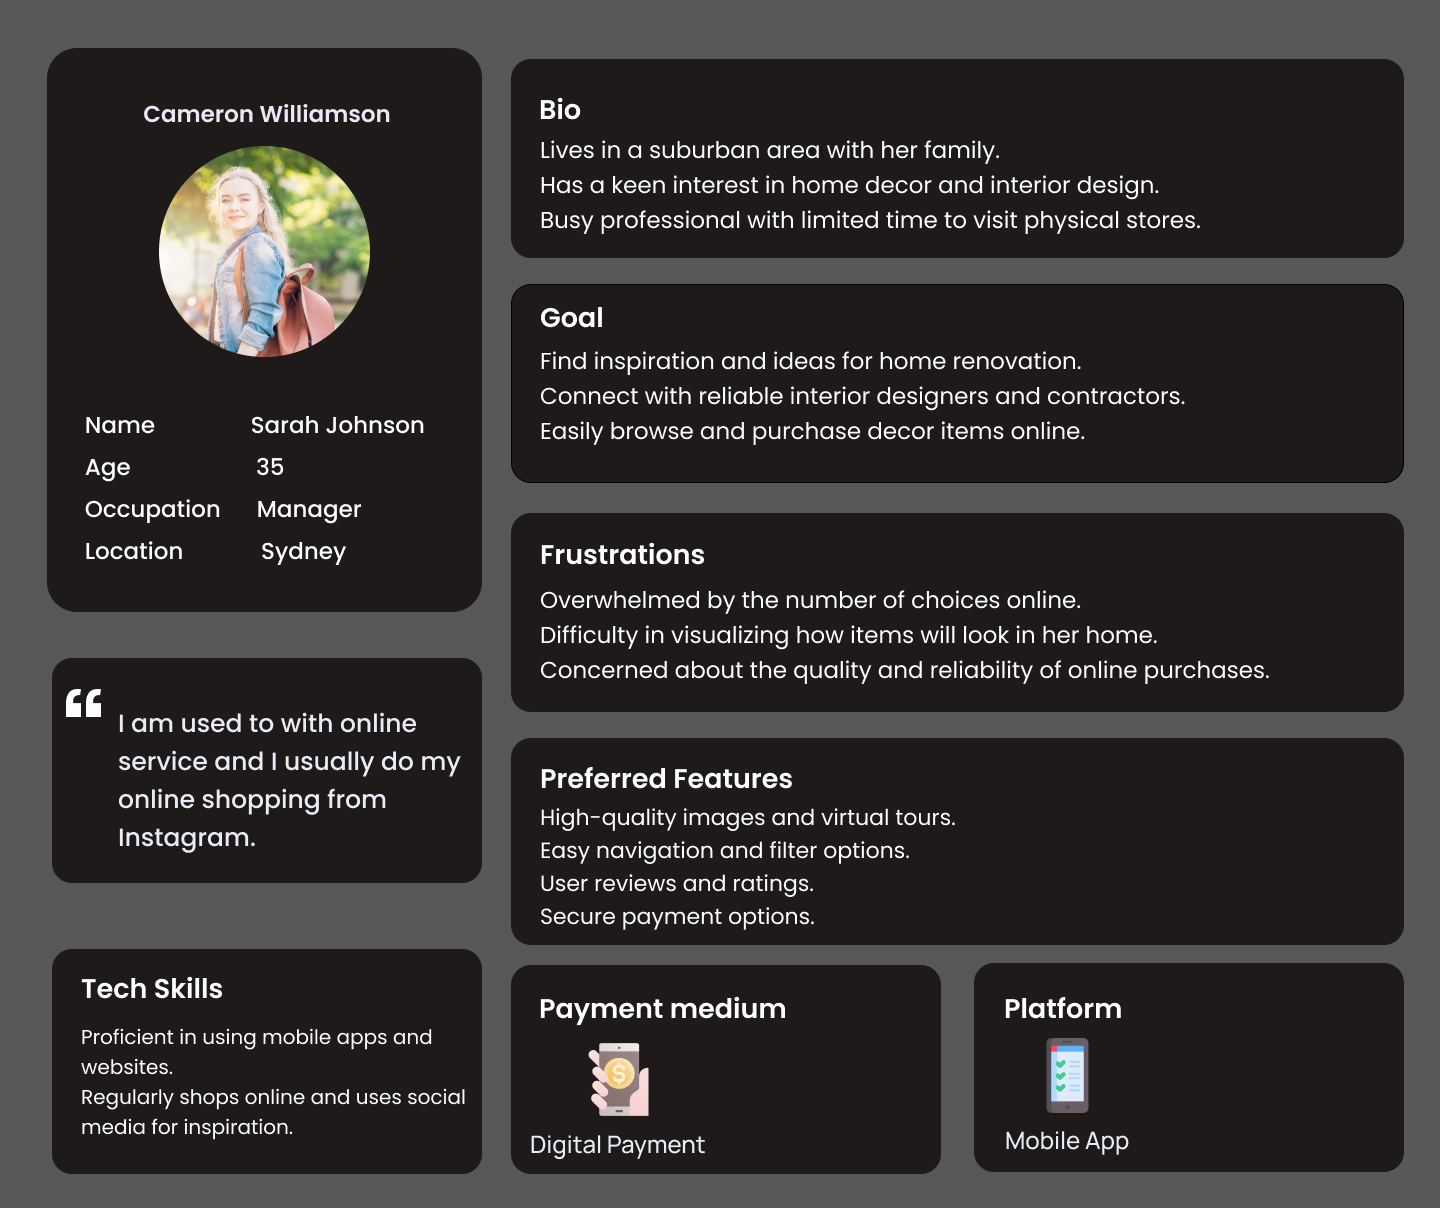 Cameron Williamson
Name Sarah Johnson
Age 35
Occupation Manager
Location Sydney
“
I am used to with online
service and I usually do my
online shopping from
Instagram.
Tech Skills
Proficient in using mobile apps and
websites.
Regularly shops online and uses social
media for inspiration.
Bio
Lives in a suburban area with her family.
Has a keen interest in home decor and interior design.
Busy professional with limited time to visit physical stores.
Goal
Find inspiration and ideas for home renovation.
Connect with reliable interior designers and contractors.
Easily browse and purchase decor items online.
Frustrations
Overwhelmed by the number of choices online.
Difficulty in visualizing how items will look in her home.
Concerned about the quality and reliability of online purchases.
Preferred Features
High-quality images and virtual tours.
Easy navigation and filter options.
User reviews and ratings.
Secure payment options.
Payment medium
$
Digital Payment
Platform
Mobile App